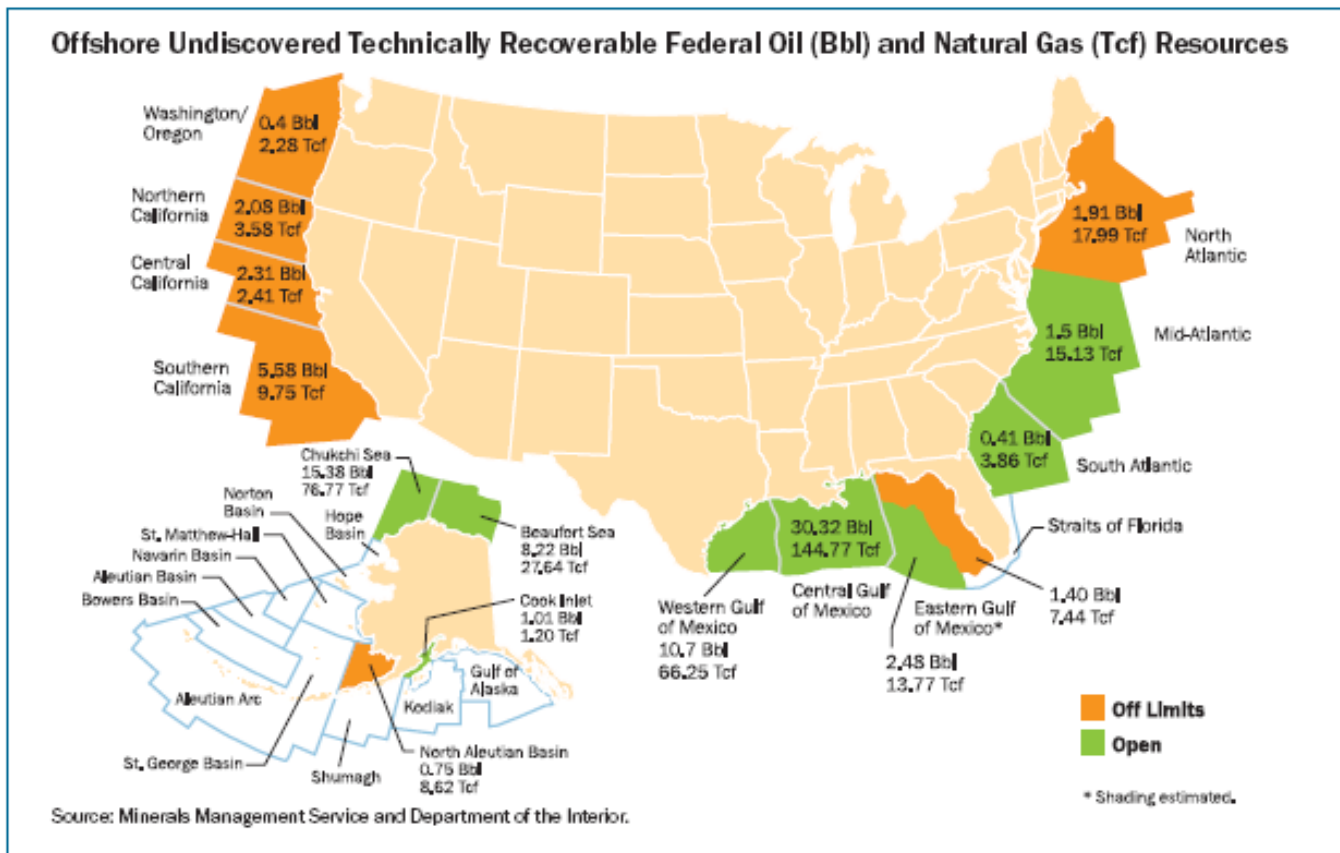 Offshore Undiscovered Technically Recoverable Federal Oil (Bbl) and Natural Gas (Tcf) Resources
Washington/
Oregon
0.4 Bbl
2.28 Tcf
Northern
California
2.08 Bbl
3.58 Tcf
Central
California
2.31 Bbl
2.41 Tcf
Southern
California
5.58 Bbl
9.75 Tcf
1.91 Bbl
17.99 Tcf
North
Atlantic
1.5 Bbl
15.13 Tcf
Mid-Atlantic
0.41 Bbl
3.86 Tcf
South Atlantic
Straits of Florida
1.40 Bbl
7.44 Tcf
Eastern Gulf
of Mexico*
2.48 Bbl
13.77 Tcf
30.32 Bbl
144.77 Tcf
Central Gulf
of Mexico
Western Gulf
of Mexico
10.7 Bbl
66.25 Tcf
Chukchi Sea
15.38 Bbl
76.77 Tcf
Beaufort Sea
8.22 Bbl
27.64 Tcf
Norton
Basin
Hope
Basin
St. Matthew-Hall
Navarin Basin
Aleutian Basin
Bowers Basin
Aleutian Arc
St. George Basin
Shumagh
Cook Inlet
1.01 Bbl
1.20 Tcf
Gulf of
Alaska
Kodiak
North Aleutian Basin
0.75 Bbl
8.62 Tcf
Off Limits
Open
* Shading estimated.
Source: Minerals Management Service and Department of the Interior.